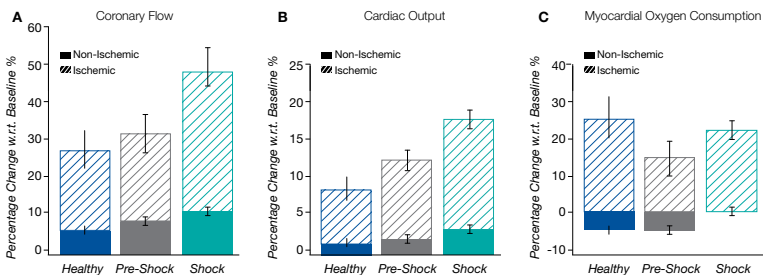 A
Coronary Flow
Percentage Change w.r.t. Baseline %
60
50
40
30
20
10
0
Non-Ischemic
Ischemic
Healthy
Pre-Shock
Shock
B
Cardiac Output
Percentage Change w.r.t. Baseline %
25
20
15
10
5
0
Non-Ischemic
Ischemic
Healthy
Pre-Shock
Shock
C
Myocardial Oxygen Consumption
Percentage Change w.r.t. Baseline %
40
30
20
10
0
-10
Non-Ischemic
Ischemic
Healthy
Pre-Shock
Shock